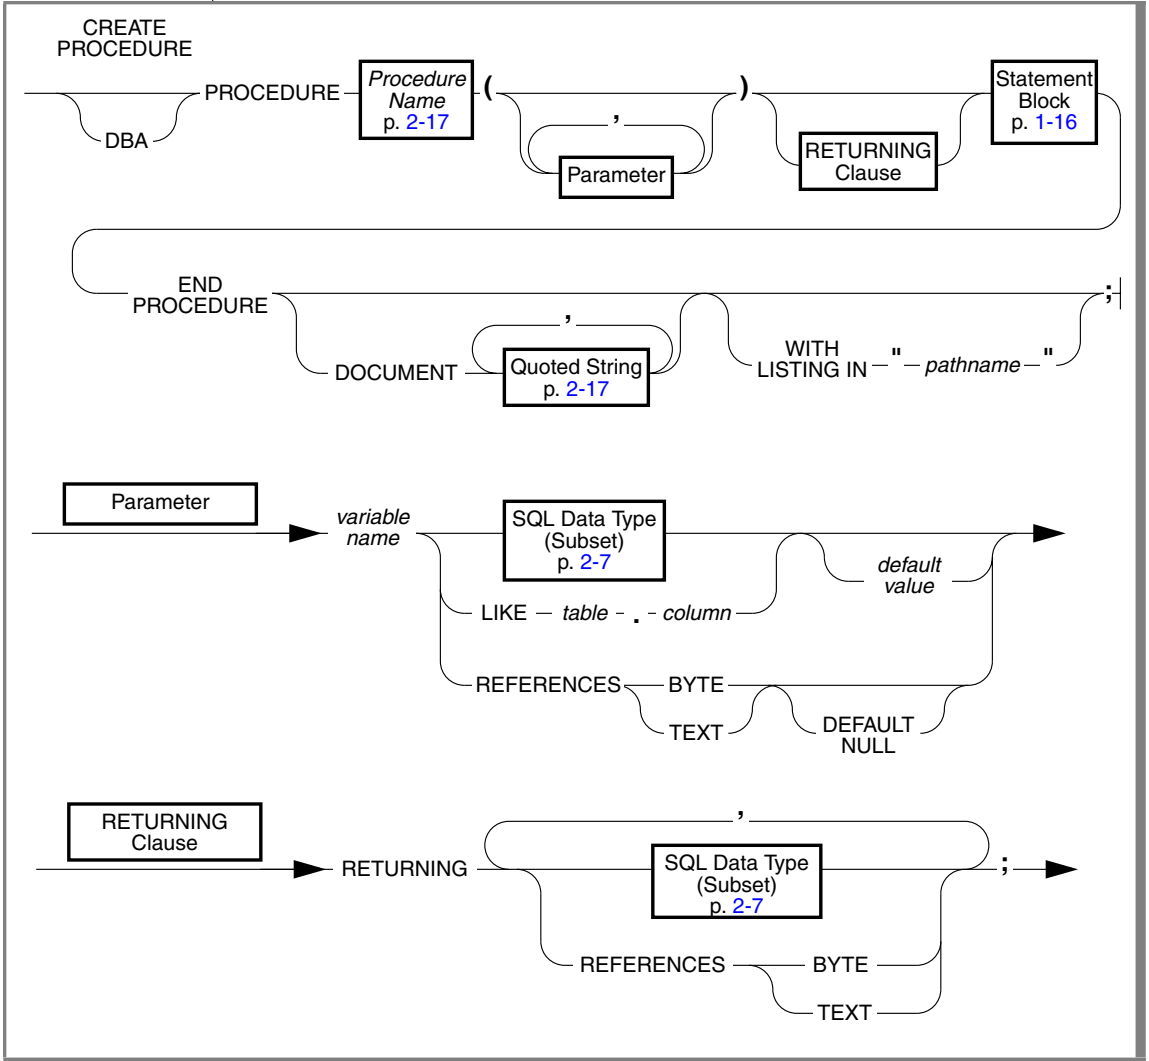 CREATE
PROCEDURE
DBA
PROCEDURE
Procedure
Name
p. 2-17
(
,
Parameter
)
RETURNING
Clause
Statement
Block
p. 1-16
END
PROCEDURE
DOCUMENT
,
Quoted String
p. 2-17
WITH
LISTING IN
" pathname "
;
Parameter
variable
name
SQL Data Type
(Subset)
p. 2-7
LIKE table . column
default
value
REFERENCES
BYTE
TEXT
DEFAULT
NULL
RETURNING
Clause
RETURNING
,
SQL Data Type
(Subset)
p. 2-7
REFERENCES
BYTE
TEXT
;